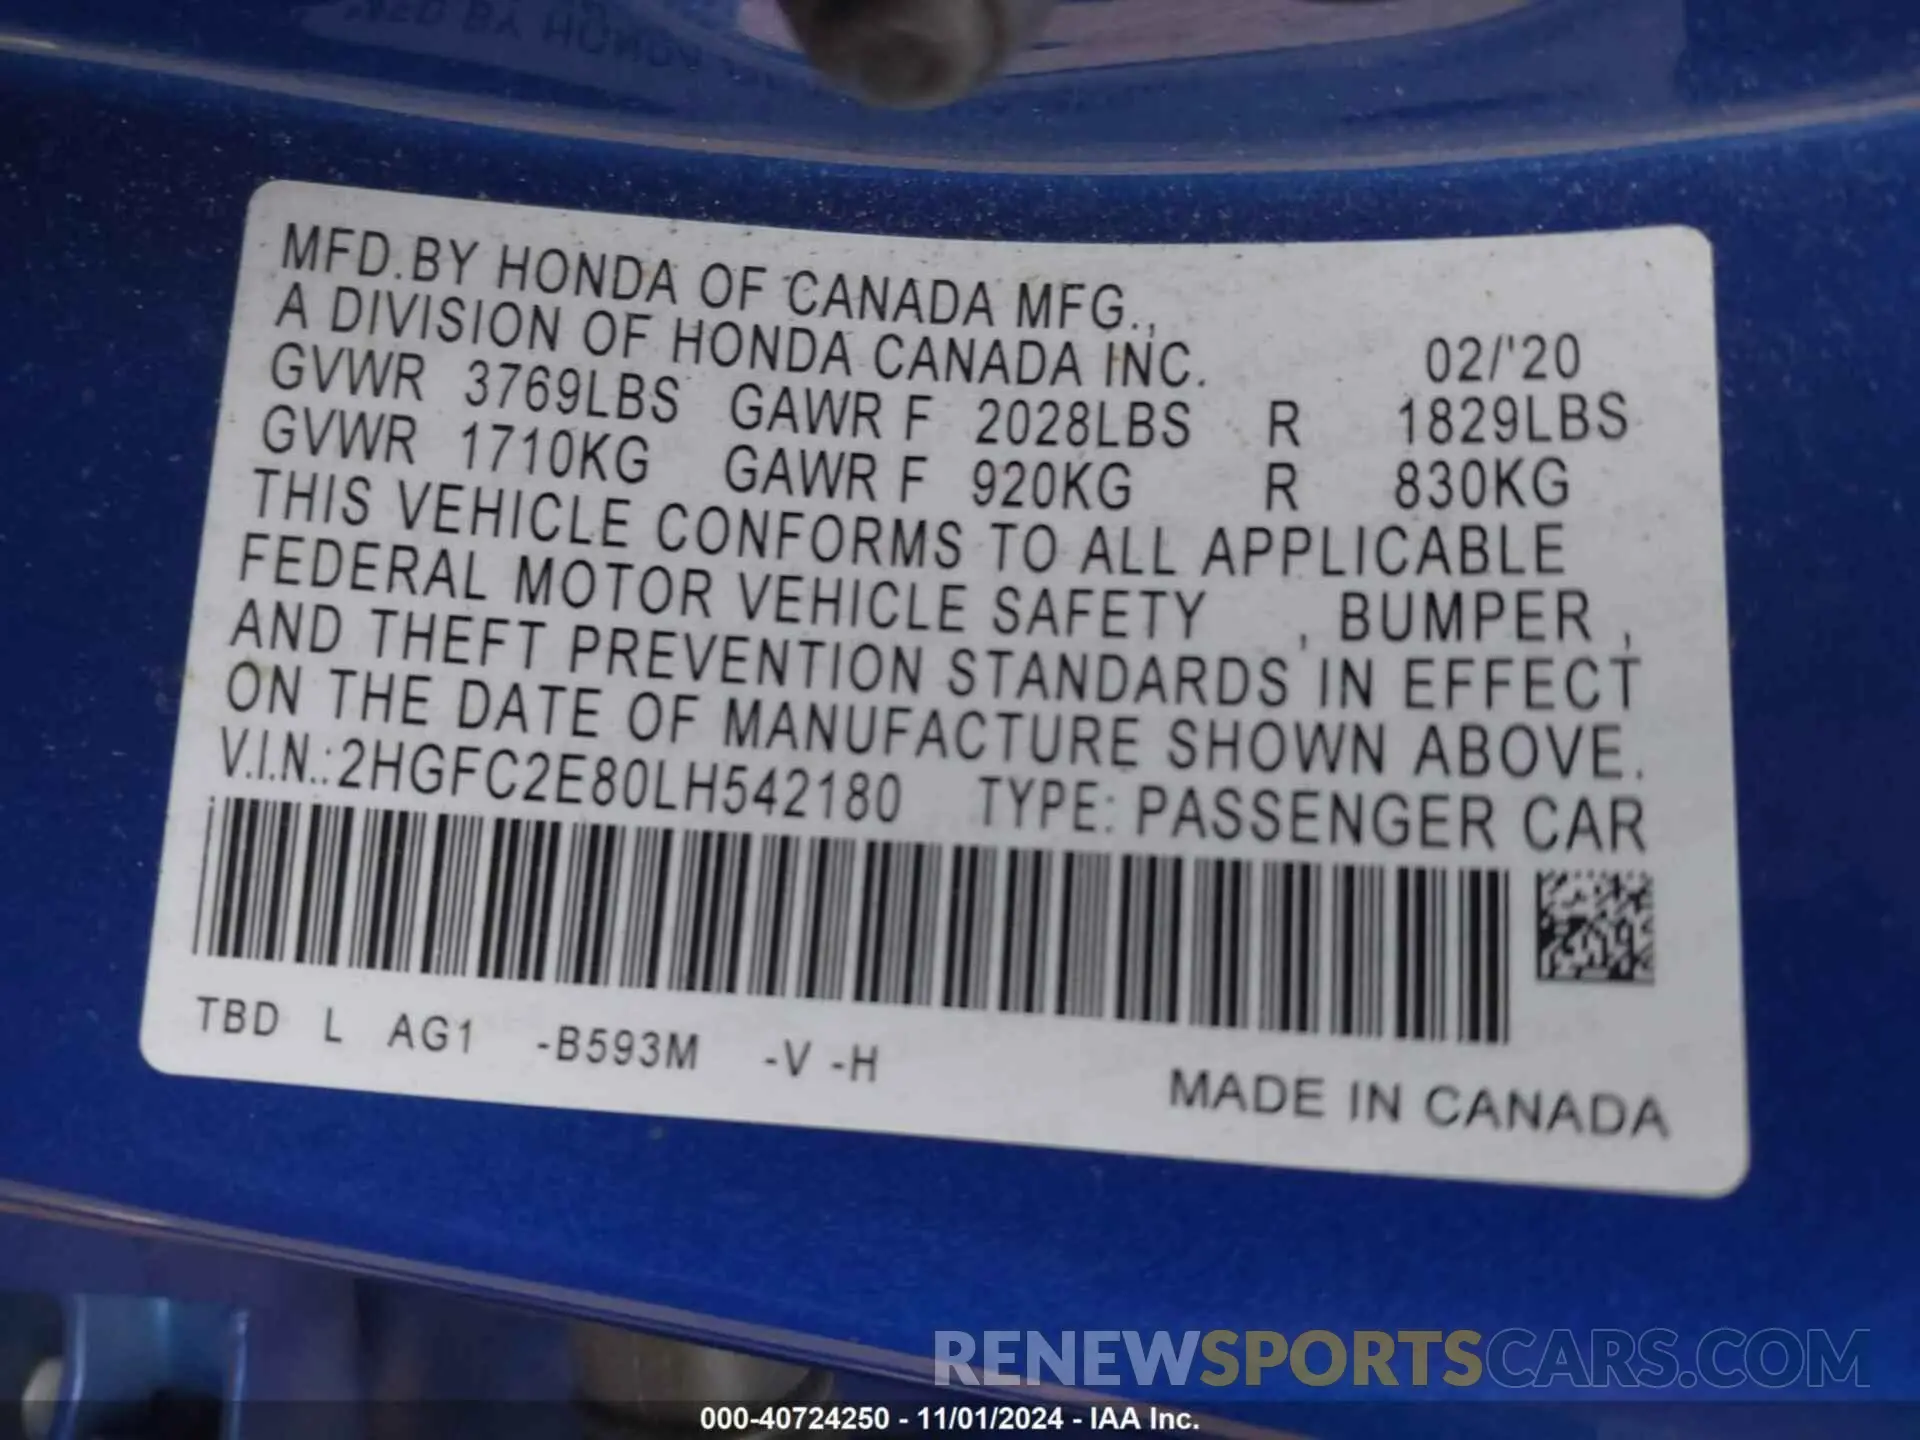 MFD.BY HONDA OF CANADA MFG.,
A DIVISION OF HONDA CANADA INC. 02/'20
GVWR 3769LBS GAWR F 2028LBS R 1829LBS
GVWR 1710KG GAWR F 920KG R 830KG
THIS VEHICLE CONFORMS TO ALL APPLICABLE
FEDERAL MOTOR VEHICLE SAFETY , BUMPER ,
AND THEFT PREVENTION STANDARDS IN EFFECT
ON THE DATE OF MANUFACTURE SHOWN ABOVE.
V.I.N.:2HGFC2E80LH542180 TYPE: PASSENGER CAR
TBD L AG1 -B593M -V -H
MADE IN CANADA
RENEWSPORTSCARS.COM
000-40724250 - 11/01/2024 - IAA Inc.